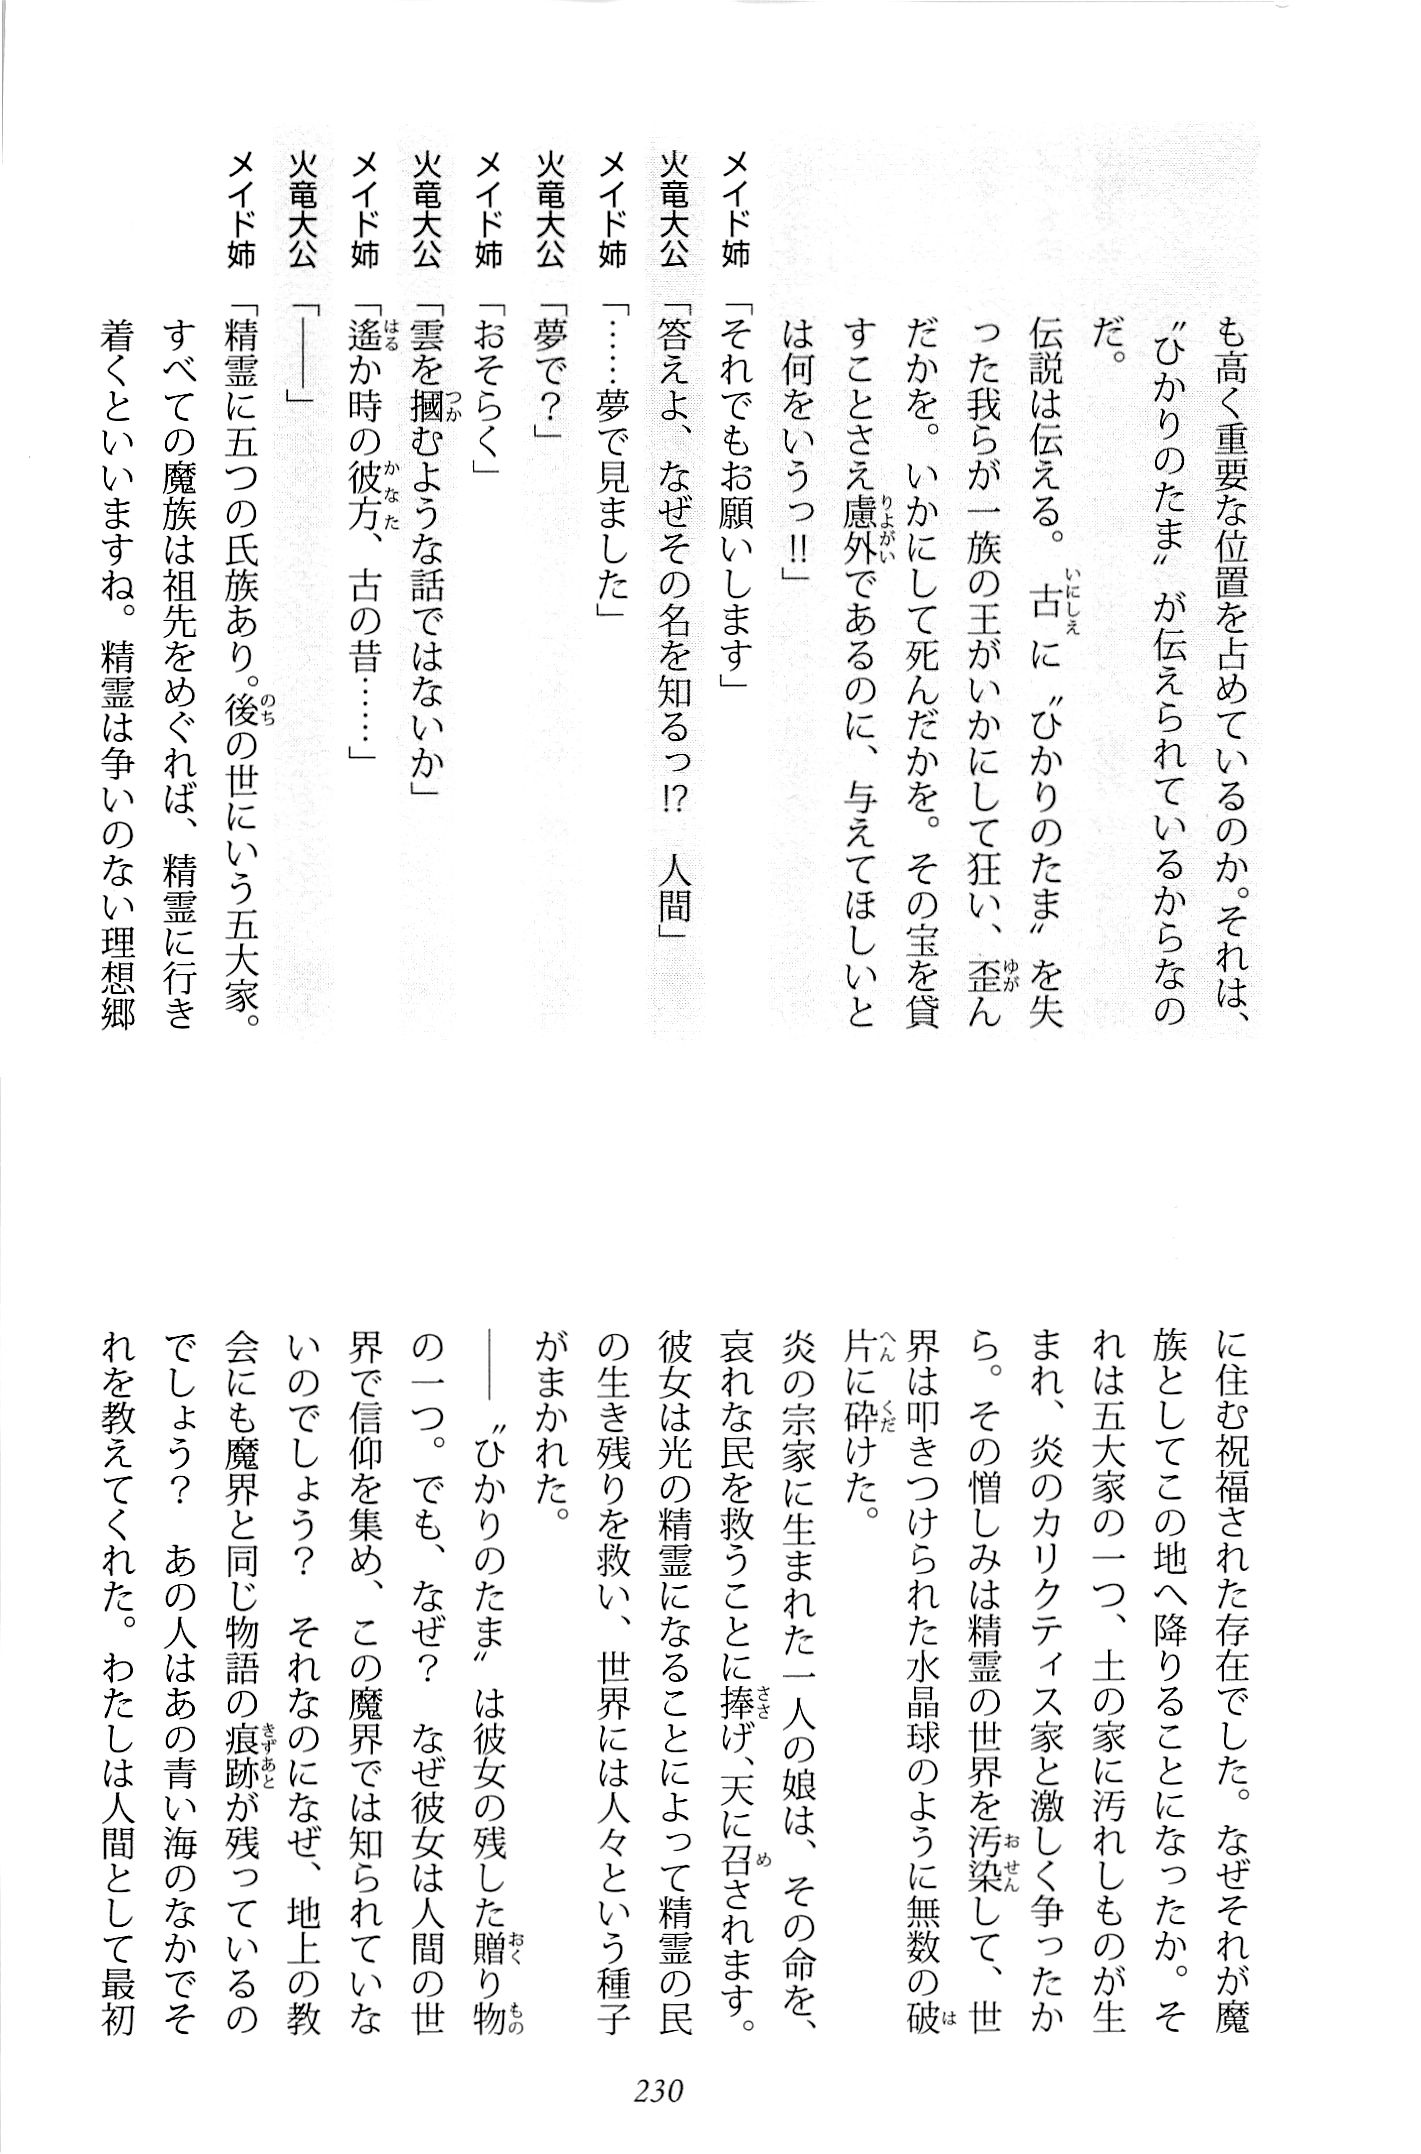 も高く重要な位置を占めているのか。それは、
〝ひかりのたま〟が伝えられているからなの
だ。
伝説は伝える。古に〝ひかりのたま〟を失
った我らが一族の王がいかにして狂い、歪ん
だかを。いかにして死んだかを。その宝を貸
すことさえ慮外であるのに、与えてほしいと
は何をいうっ!!」
メイド姉「それでもお願いします」
火竜大公「答えよ、なぜその名を知るっ!?　人間」
メイド姉「……夢で見ました」
火竜大公「夢で？」
メイド姉「おそらく」
火竜大公「雲を摑むような話ではないか」
メイド姉「遙か時の彼方、古の昔……」
火竜大公「――」
メイド姉「精霊に五つの氏族あり。後の世にいう五大家。
すべての魔族は祖先をめぐれば、精霊に行き
着くといいますね。精霊は争いのない理想郷
に住む祝福された存在でした。なぜそれが魔
族としてこの地へ降りることになったか。そ
れは五大家の一つ、土の家に汚れしものが生
まれ、炎のカリクティス家と激しく争ったか
ら。その憎しみは精霊の世界を汚染して、世
界は叩きつけられた水晶球のように無数の破
片に砕けた。
炎の宗家に生まれた一人の娘は、その命を、
哀れな民を救うことに捧げ、天に召されます。
彼女は光の精霊になることによって精霊の民
の生き残りを救い、世界には人々という種子
がまかれた。
――〝ひかりのたま〟は彼女の残した贈り物
の一つ。でも、なぜ？　なぜ彼女は人間の世
界で信仰を集め、この魔界では知られていな
いのでしょう？　それなのになぜ、地上の教
会にも魔界と同じ物語の痕跡が残っているの
でしょう？　あの人はあの青い海のなかでそ
れを教えてくれた。わたしは人間として最初
230